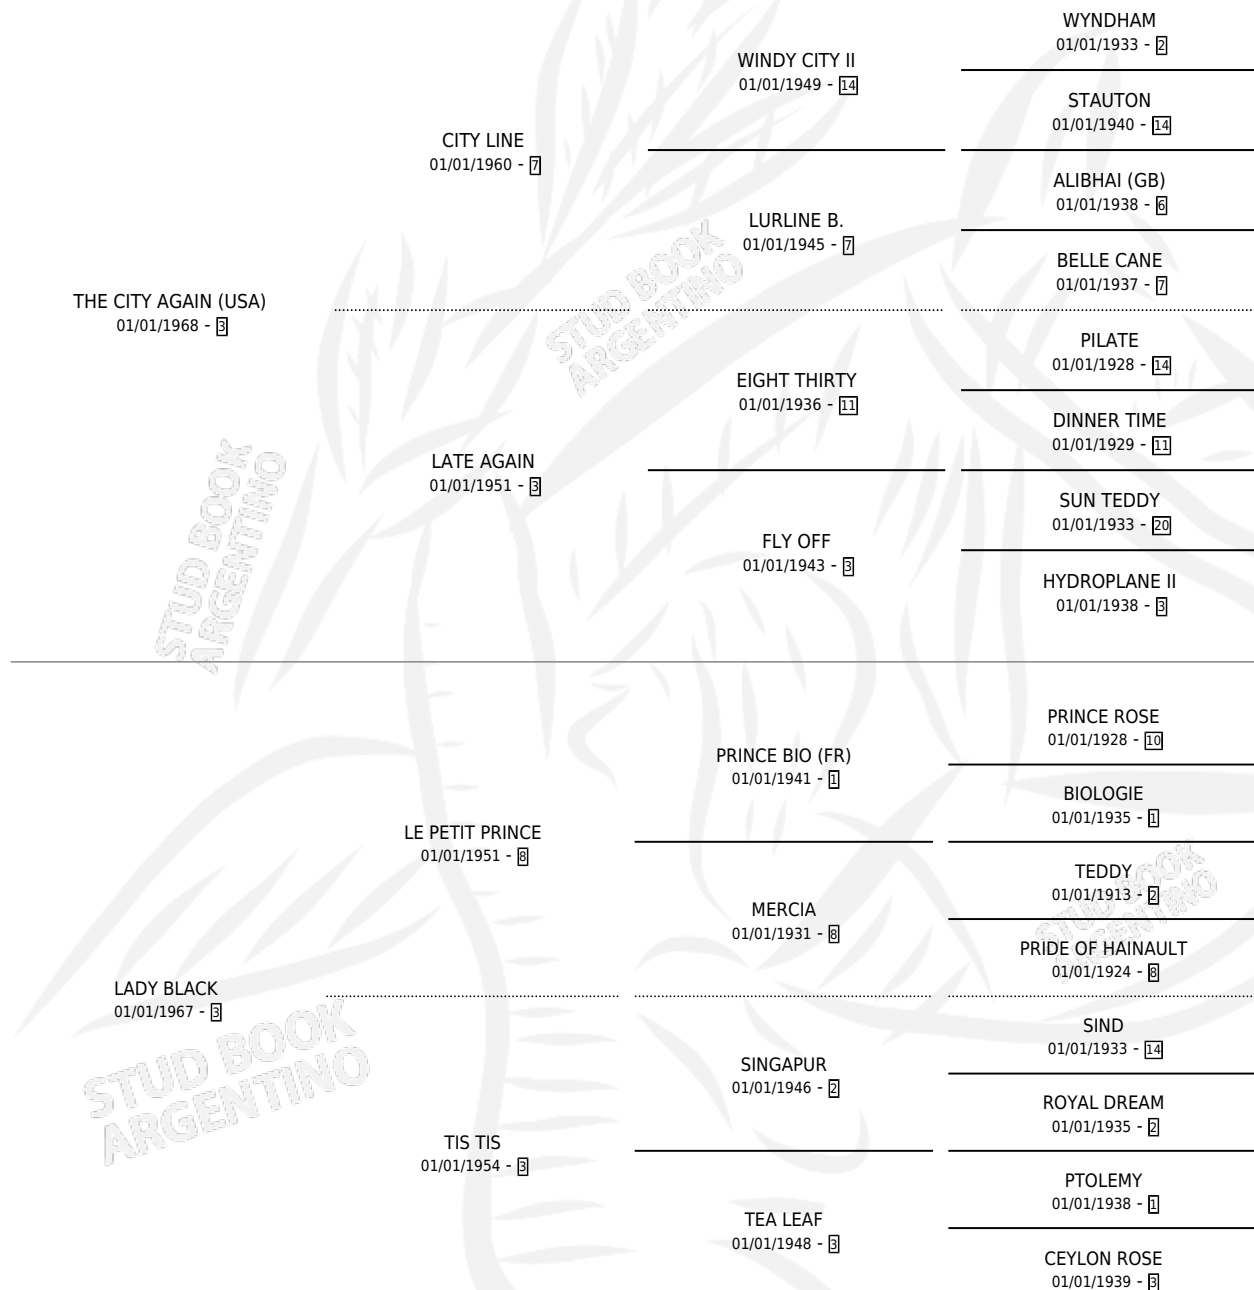 WYNDHAM
01/01/1933 - 2
WINDY CITY II
01/01/1949 - 14
STAUTON
01/01/1940 - 14
CITY LINE
01/01/1960 - 7
ALIBHAI (GB)
01/01/1938 - 6
LURLINE B.
01/01/1945 - 7
BELLE CANE
01/01/1937 - 7
THE CITY AGAIN (USA)
01/01/1968 - 3
PILATE
01/01/1928 - 14
EIGHT THIRTY
01/01/1936 - 11
DINNER TIME
01/01/1929 - 11
LATE AGAIN
01/01/1951 - 3
SUN TEDDY
01/01/1933 - 20
FLY OFF
01/01/1943 - 3
HYDROPLANE II
01/01/1938 - 3
PRINCE ROSE
01/01/1928 - 10
PRINCE BIO (FR)
01/01/1941 - 1
BIOLOGIE
01/01/1935 - 1
LE PETIT PRINCE
01/01/1951 - 8
TEDDY
01/01/1913 - 2
MERCIA
01/01/1931 - 8
PRIDE OF HAINAULT
01/01/1924 - 8
LADY BLACK
01/01/1967 - 3
SIND
01/01/1933 - 14
SINGAPUR
01/01/1946 - 2
ROYAL DREAM
01/01/1935 - 2
TIS TIS
01/01/1954 - 3
PTOLEMY
01/01/1938 - 1
TEA LEAF
01/01/1948 - 3
CEYLON ROSE
01/01/1939 - 3
STUD BOOK
ARGENTINO
STUD BOOK
ARGENTINO
STUD BOOK
ARGENTINO
STUD BOOK
ARGENTINO